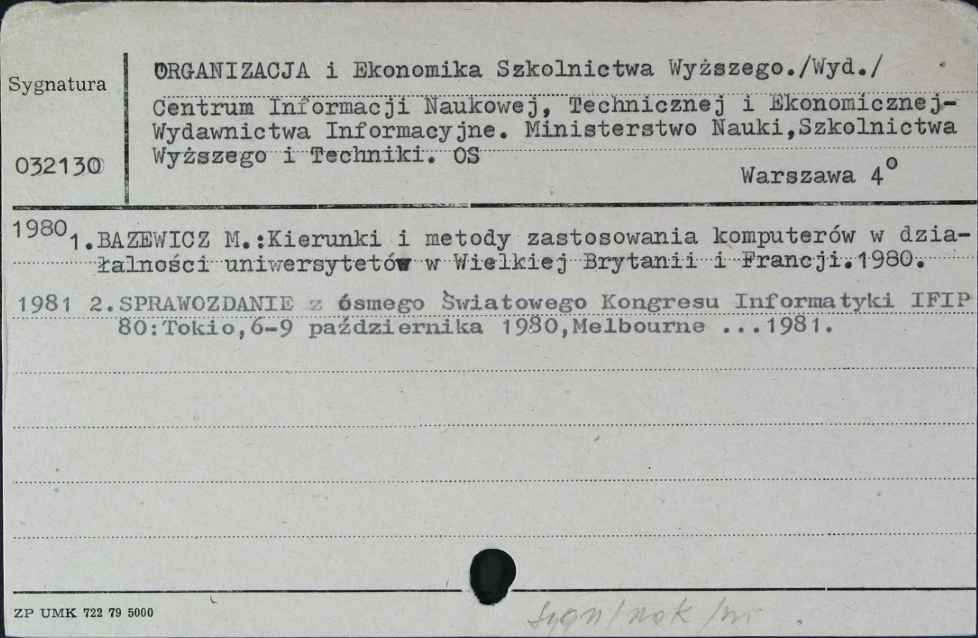 ORGANIZACJA i Ekonomika Szkolnictwa Wyższego./Wyd./
Sygnatura
Centrum Informacji Naukowej, Technicznej i Ekonomicznej-
Wydawnictwa Informacyjne. Ministerstwo Nauki,Szkolnictwa
032130
Wyższego i Techniki. OS
Warszawa 4°
1980 1.BAZEWICZ M.:Kierunki i metody zastosowania komputerów w dzia-
łalności uniwersytetów w Wielkiej Brytanii i Francji.1980.
1981 2.SPRAWOZDANIE z ósmego Światowego Kongresu Informatyki IFIP
80:Tokio,6-9 października 1980,Melbourne ...1981.
ZP UMK 722 79 5000